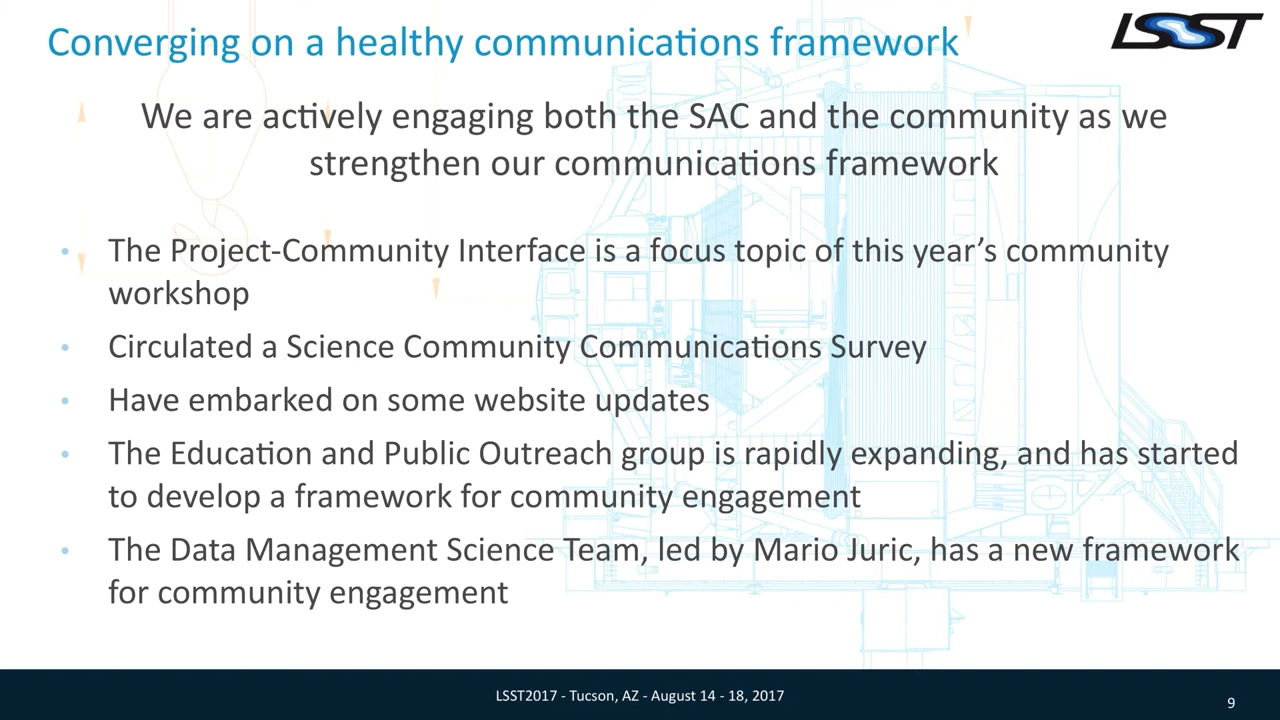 Converging on a healthy communications framework
LSST
We are actively engaging both the SAC and the community as we
strengthen our communications framework
• The Project-Community Interface is a focus topic of this year’s community
workshop
• Circulated a Science Community Communications Survey
• Have embarked on some website updates
• The Education and Public Outreach group is rapidly expanding, and has started
to develop a framework for community engagement
• The Data Management Science Team, led by Mario Juric, has a new framework
for community engagement
LSST2017 - Tucson, AZ - August 14 - 18, 2017
9